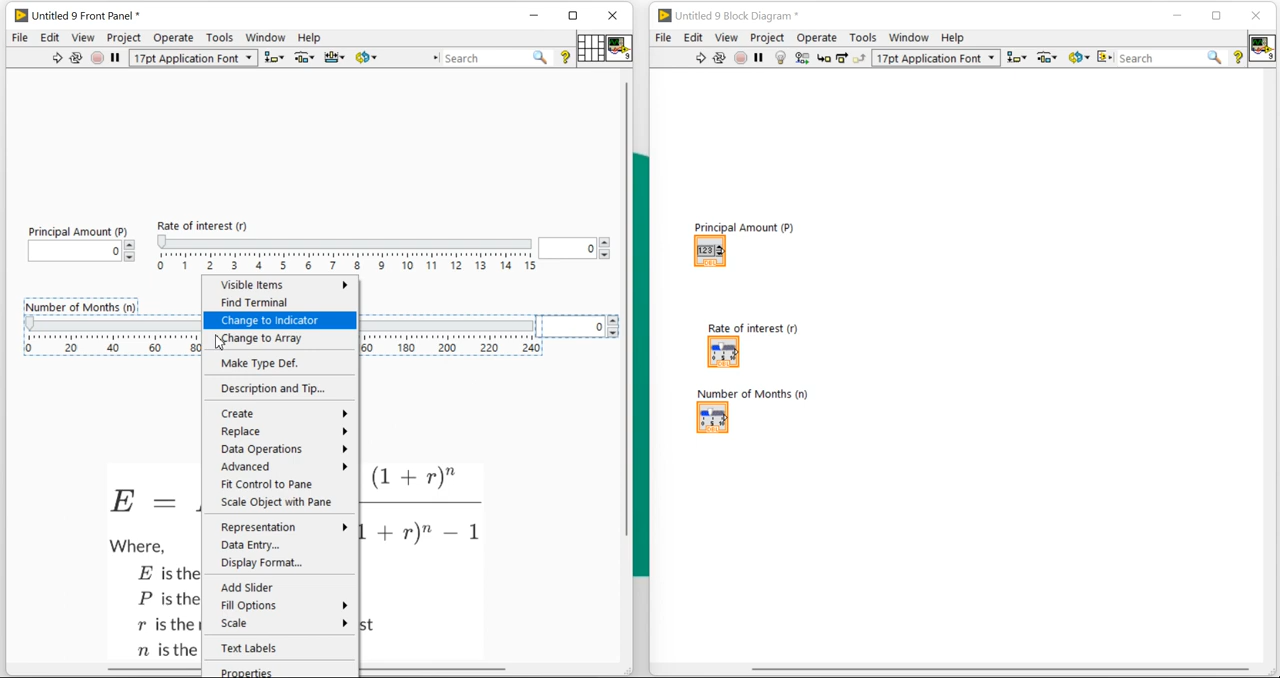 Untitled 9 Front Panel *
File Edit View Project Operate Tools Window Help
17pt Application Font
Search
Principal Amount (P)
0
Rate of interest (r)
0
0 1 2 3 4 5 6 7 8 9 10 11 12 13 14 15
Number of Months (n)
0
0 20 40 60 80 60 180 200 220 240
Visible Items
Find Terminal
Change to Indicator
Change to Array
Make Type Def.
Description and Tip...
Create
Replace
Data Operations
Advanced
Fit Control to Pane
Scale Object with Pane
Representation
Data Entry...
Display Format...
Add Slider
Fill Options
Scale
Text Labels
Properties
E =
(1 + r)ⁿ
1 + r)ⁿ − 1
Where,
E is the
P is the
r is the st
n is the
Untitled 9 Block Diagram *
File Edit View Project Operate Tools Window Help
17pt Application Font
Search
Principal Amount (P)
123
Rate of interest (r)
Number of Months (n)